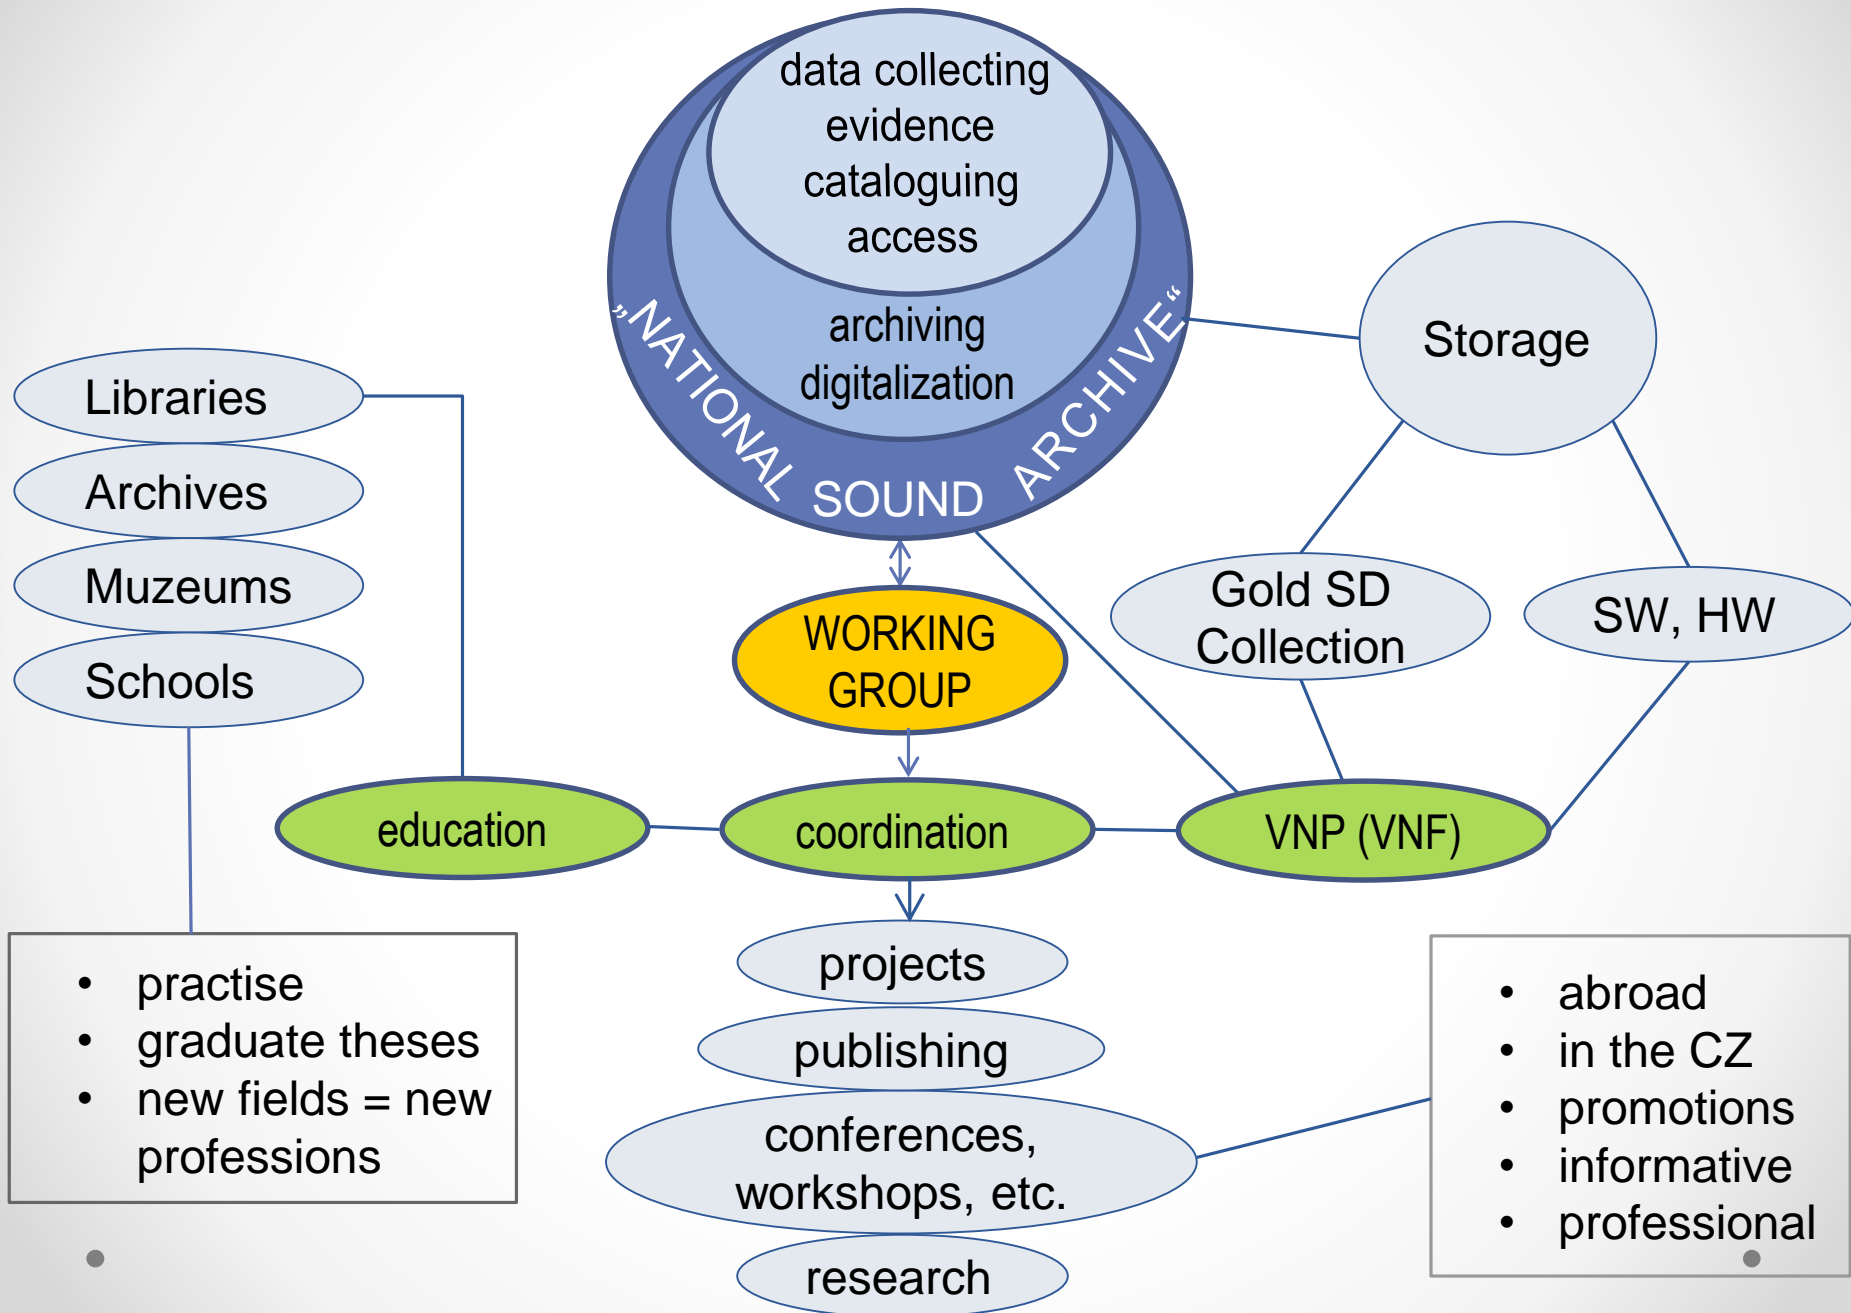 data collecting
evidence
cataloguing
access
archiving
digitalization
„NATIONAL SOUND ARCHIVE“
Storage
Libraries
Archives
Muzeums
Schools
WORKING
GROUP
Gold SD
Collection
SW, HW
education
coordination
VNP (VNF)
• practise
• graduate theses
• new fields = new
professions
projects
publishing
conferences,
workshops, etc.
research
• abroad
• in the CZ
• promotions
• informative
• professional